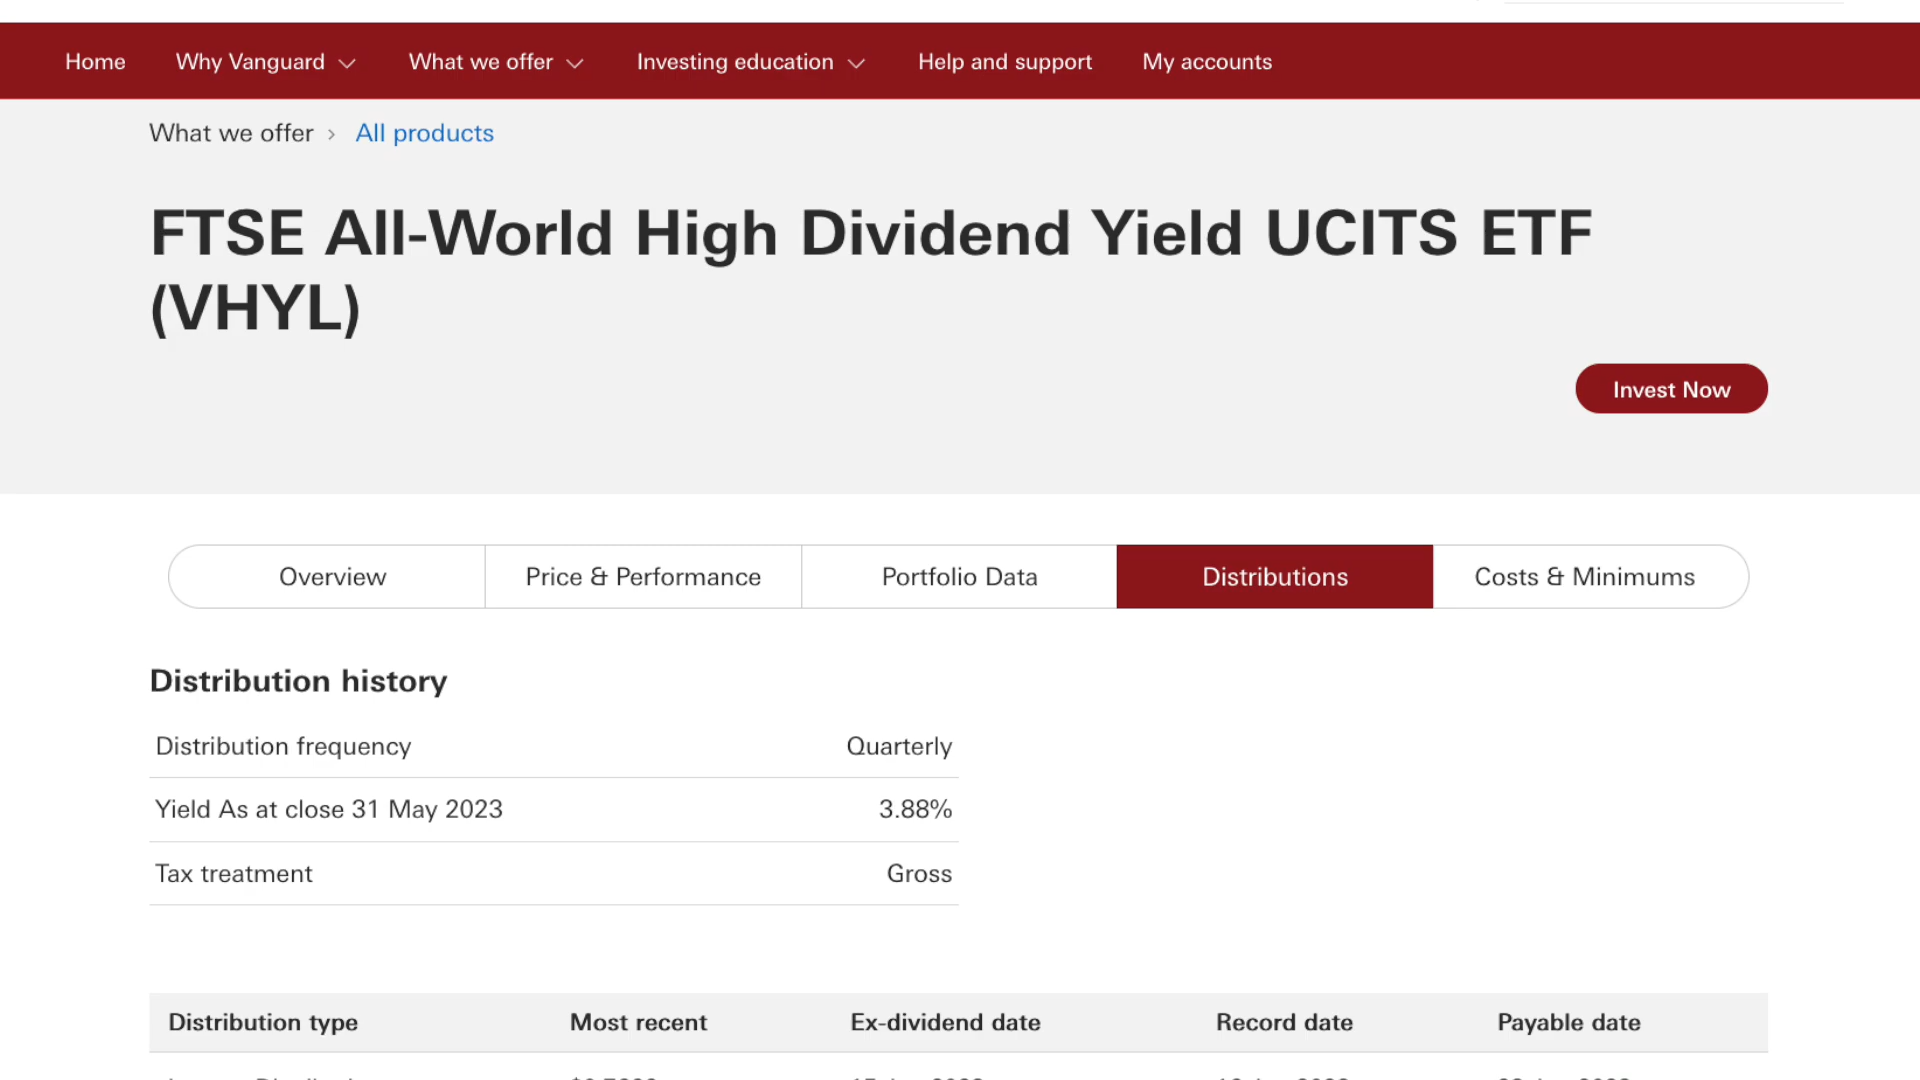 Home Why Vanguard What we offer Investing education Help and support My accounts
What we offer › All products
FTSE All-World High Dividend Yield UCITS ETF
(VHYL)
Invest Now
Overview Price & Performance Portfolio Data Distributions Costs & Minimums
Distribution history
Distribution frequency Quarterly
Yield As at close 31 May 2023 3.88%
Tax treatment Gross
Distribution type Most recent Ex-dividend date Record date Payable date